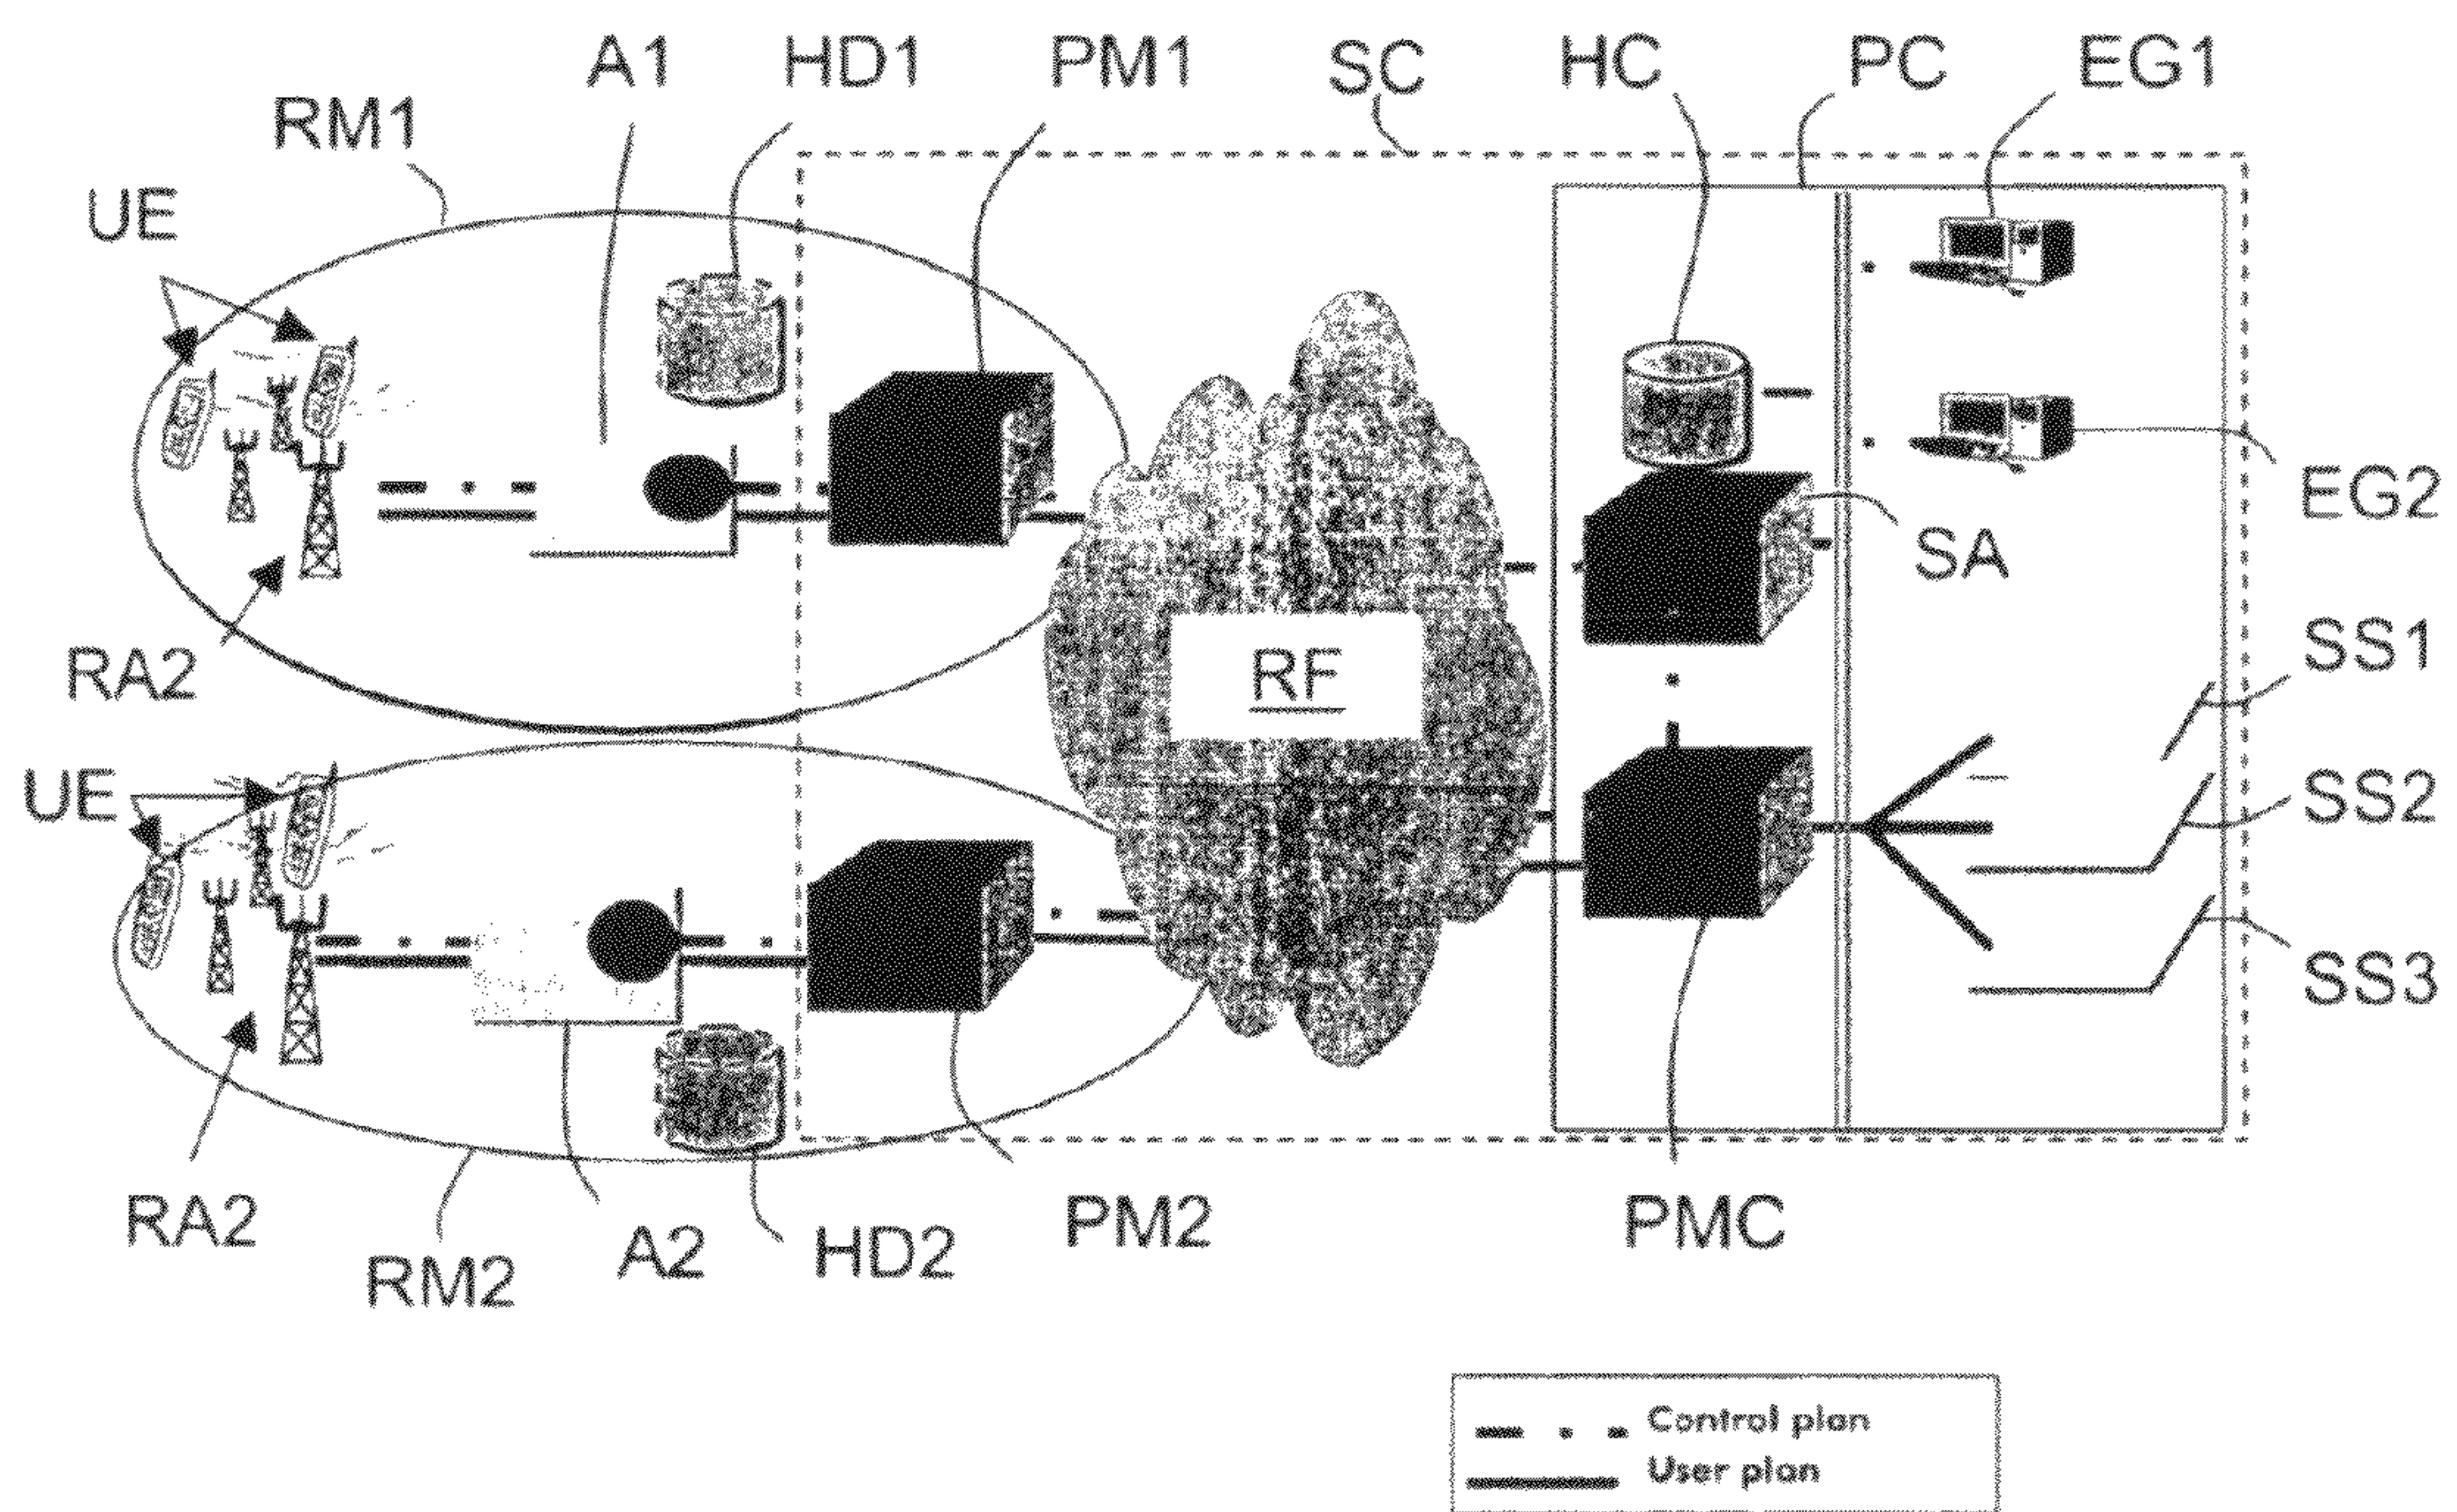 A1 HD1 PM1 SC HC PC EG1
RM1
UE
EG2
SA
RA2
RF
SS1
UE
SS2
SS3
RA2
PM2
PMC
A2
HD2
RM2
Control plan
User plan